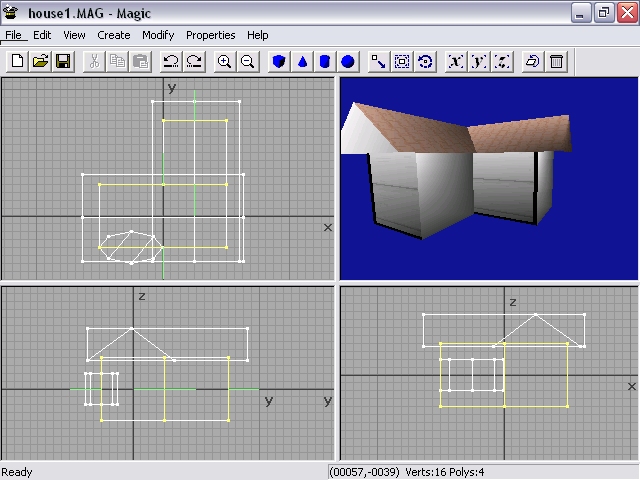 house1.MAG - Magic
File Edit View Create Modify Properties Help
x y z
y
x
z
y
y
z
x
Ready
(00057,-0039) Verts:16 Polys:4